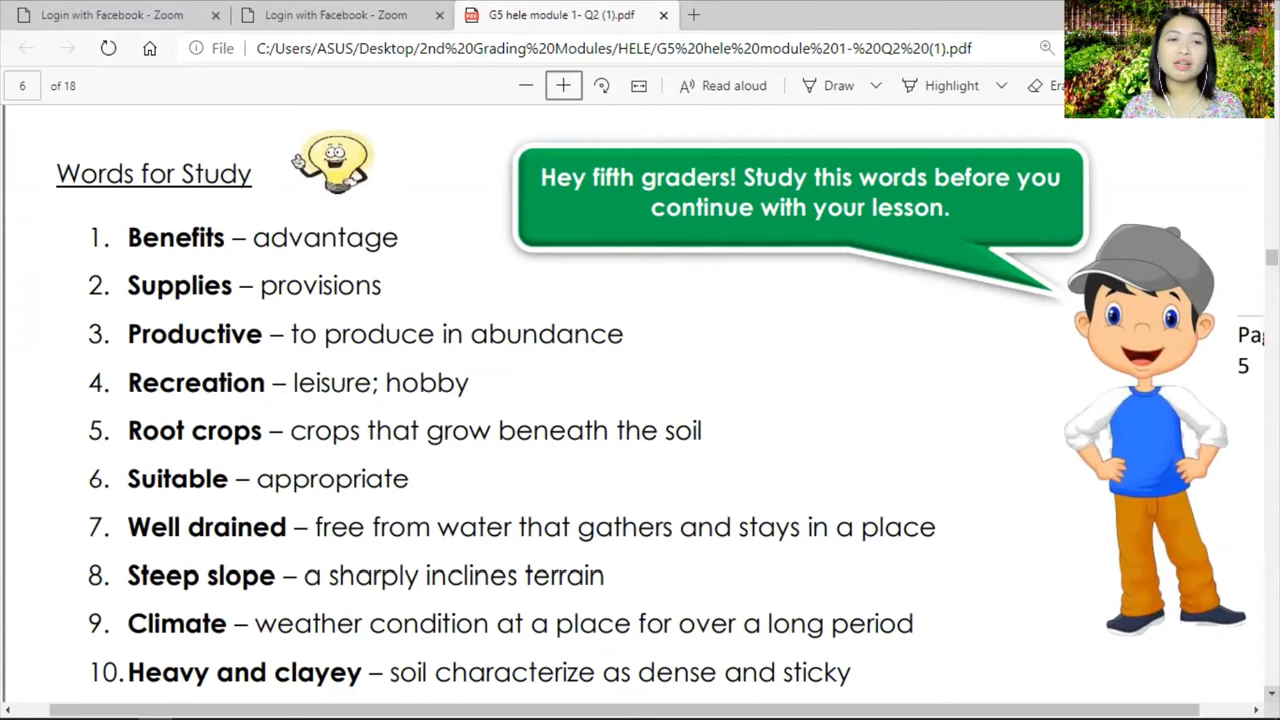 Login with Facebook - Zoom
Login with Facebook - Zoom
G5 hele module 1- Q2 (1).pdf
File
C:/Users/ASUS/Desktop/2nd%20Grading%20Modules/HELE/G5%20hele%20module%201-%20Q2%20(1).pdf
6 of 18
Read aloud
Draw
Highlight
Era
Words for Study
Hey fifth graders! Study this words before you
continue with your lesson.
1. Benefits – advantage
2. Supplies – provisions
3. Productive – to produce in abundance
4. Recreation – leisure; hobby
5. Root crops – crops that grow beneath the soil
6. Suitable – appropriate
7. Well drained – free from water that gathers and stays in a place
8. Steep slope – a sharply inclines terrain
9. Climate – weather condition at a place for over a long period
10. Heavy and clayey – soil characterize as dense and sticky
Pag
5